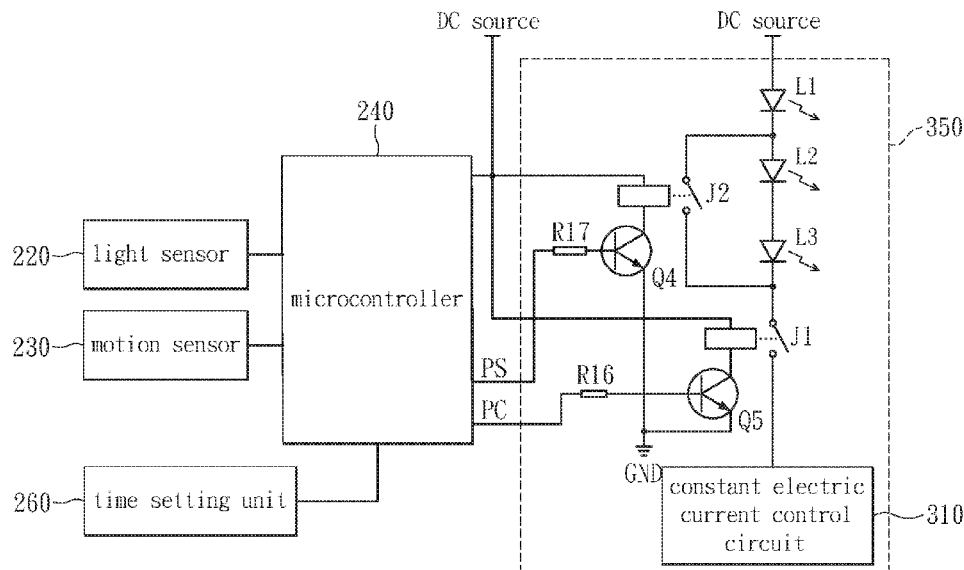 DC source
DC source
L1
240
350
L2
J2
R17
L3
220
light sensor
microcontroller
Q4
230
motion sensor
J1
PS
R16
PC
Q5
GND
260
time setting unit
constant electric
current control
circuit
310